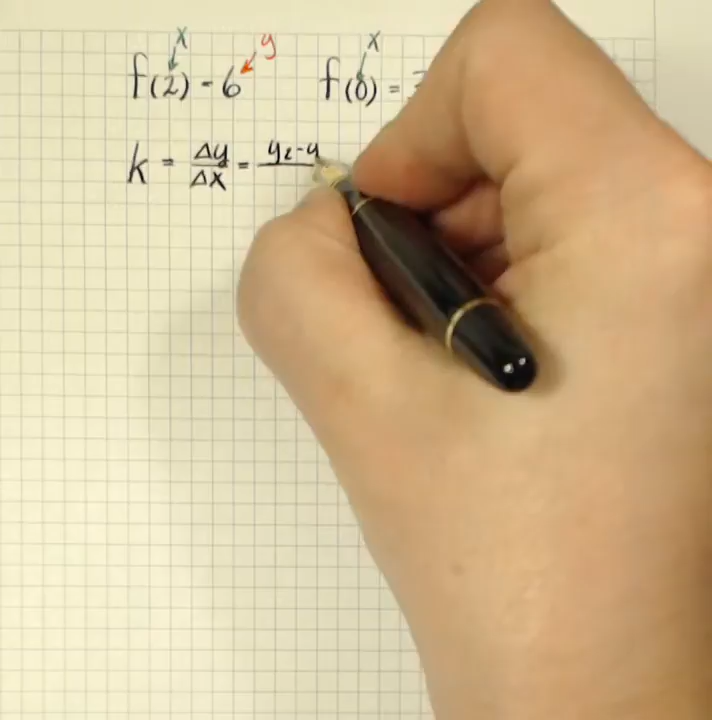 x y x
f(2) - 6 f(0) =
k = Δy/Δx = y₂-y